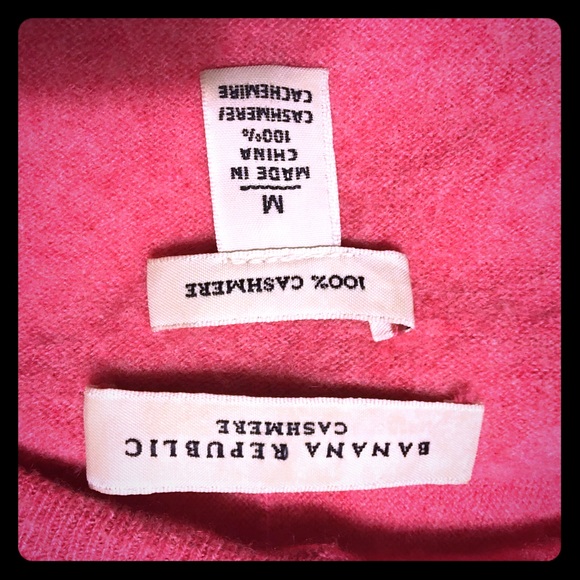 BANANA REPUBLIC
CASHMERE
100% CASHMERE
M
MADE IN
CHINA
100%
CASHMERE/
CACHEMIRE